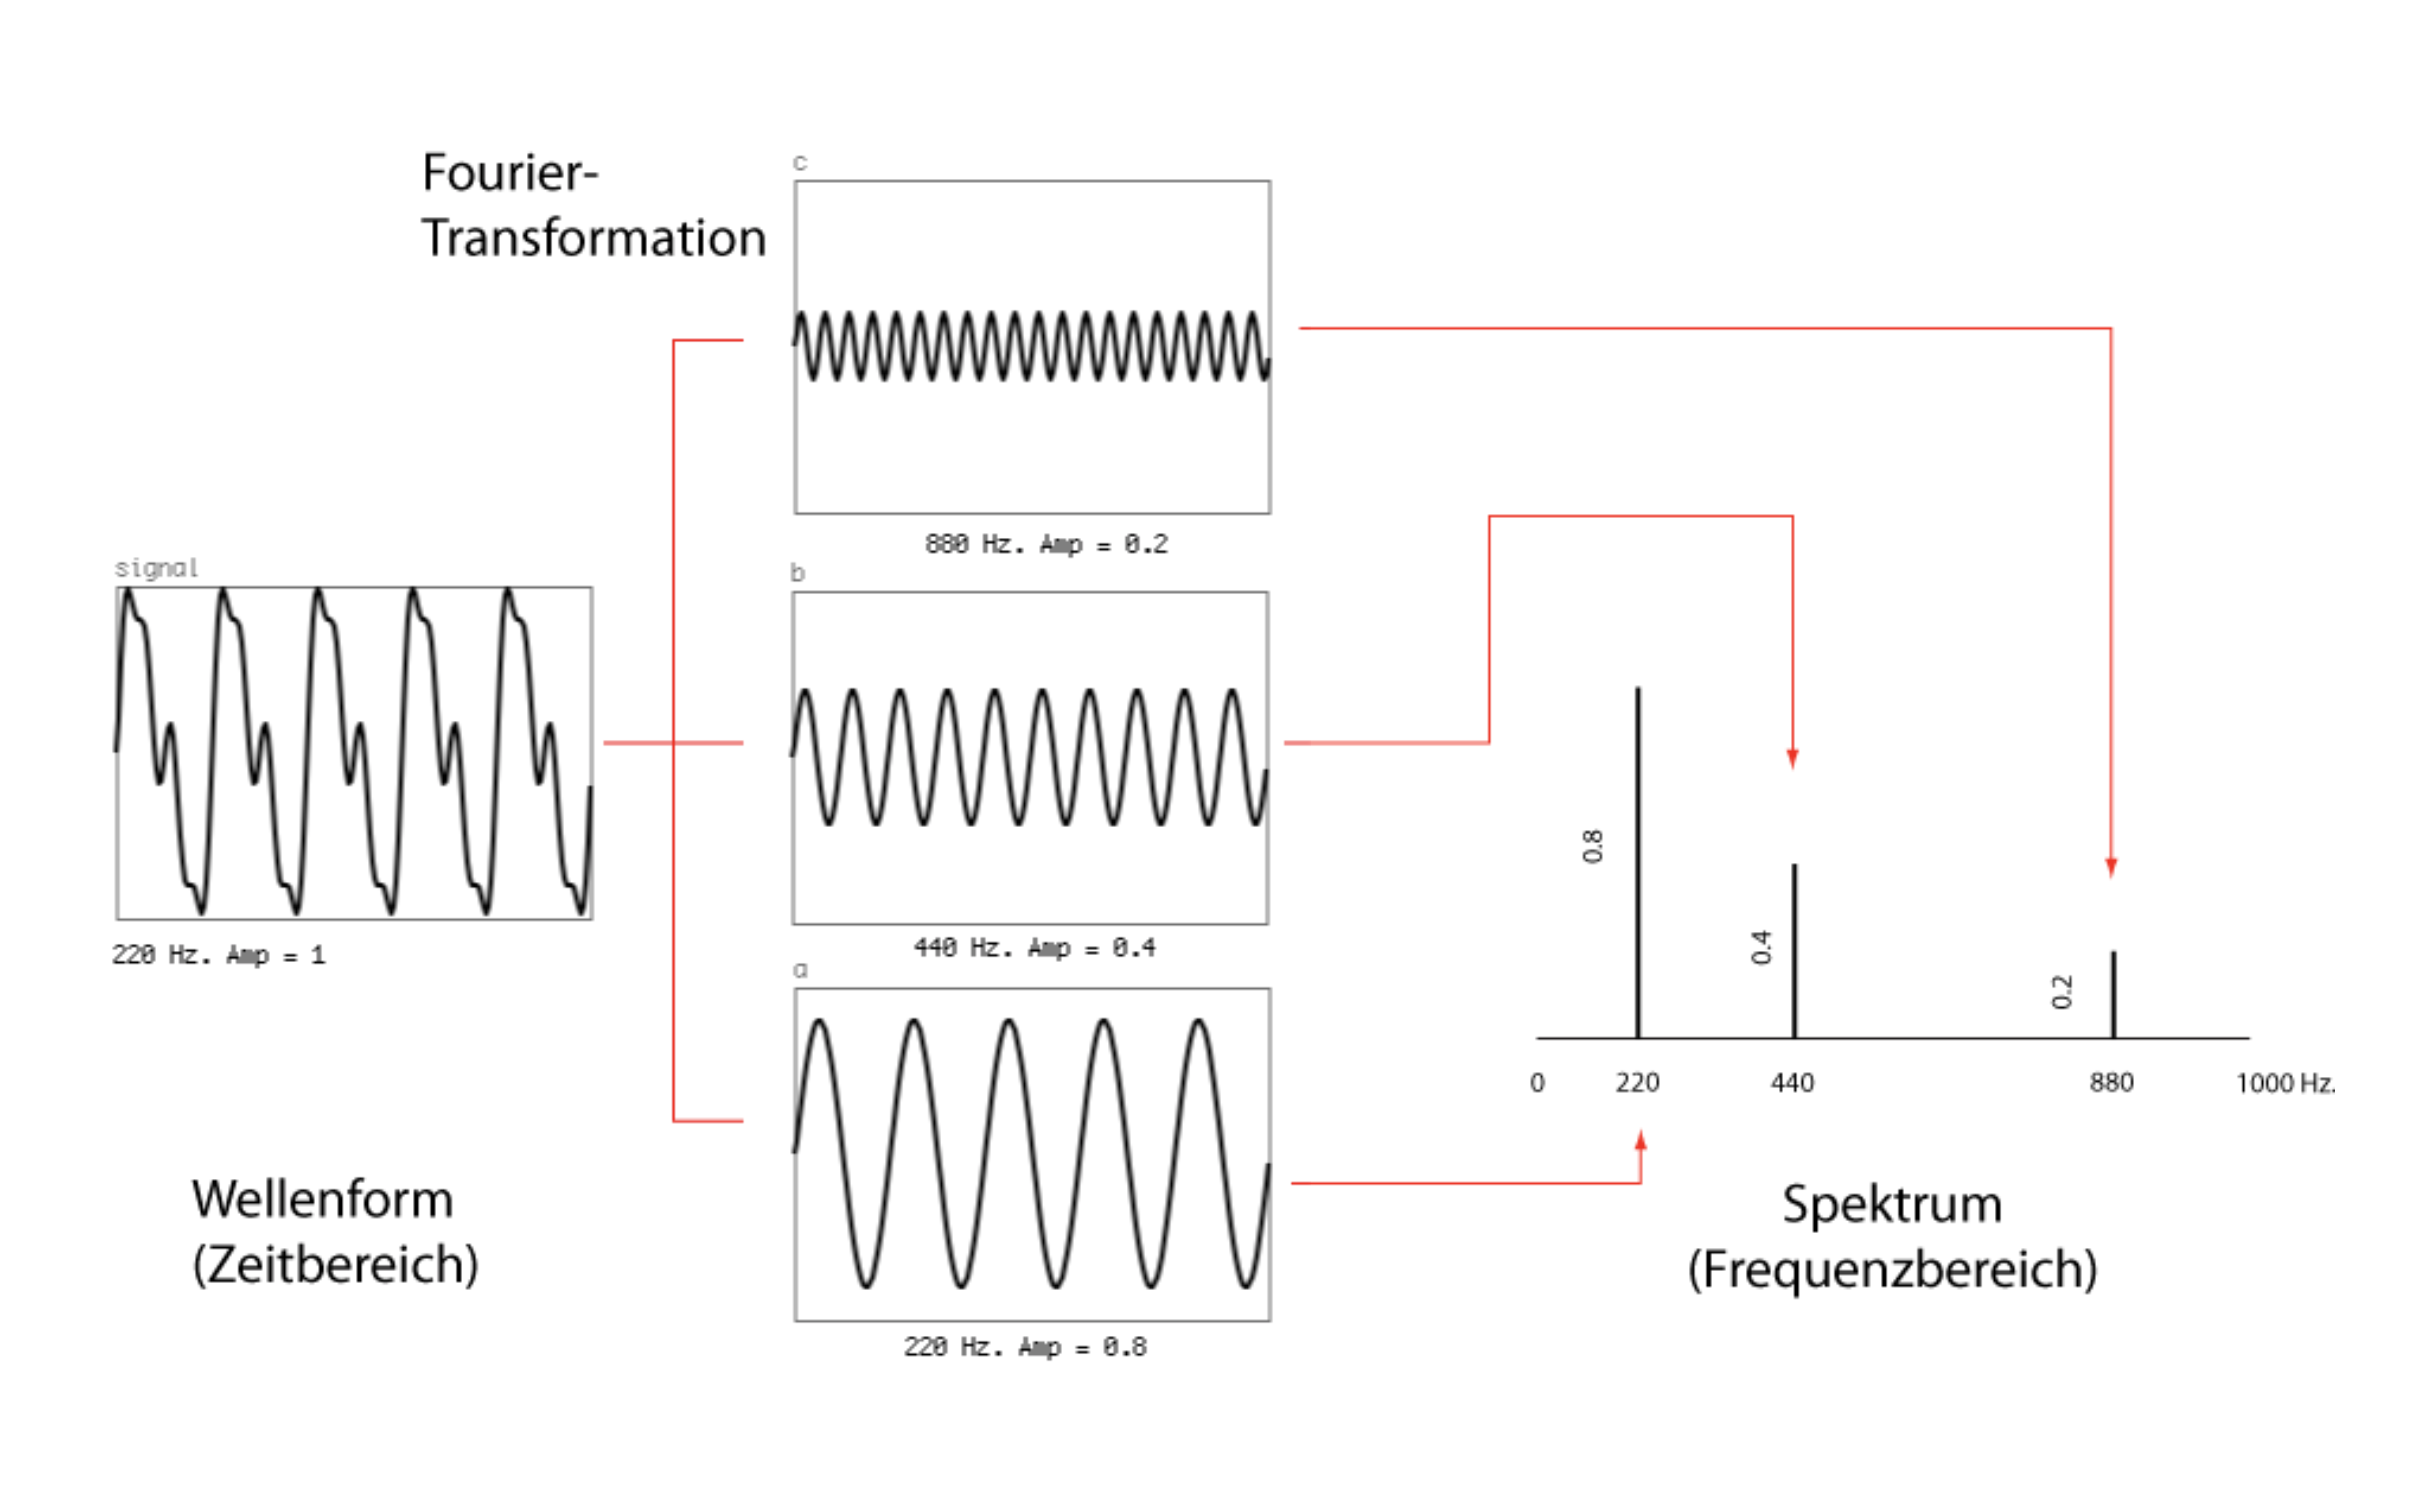 Fourier-
Transformation
c
880 Hz. Amp = 0.2
signal
220 Hz. Amp = 1
b
440 Hz. Amp = 0.4
a
220 Hz. Amp = 0.8
0.8
0.4
0.2
0 220 440 880 1000 Hz.
Wellenform
(Zeitbereich)
Spektrum
(Frequenzbereich)